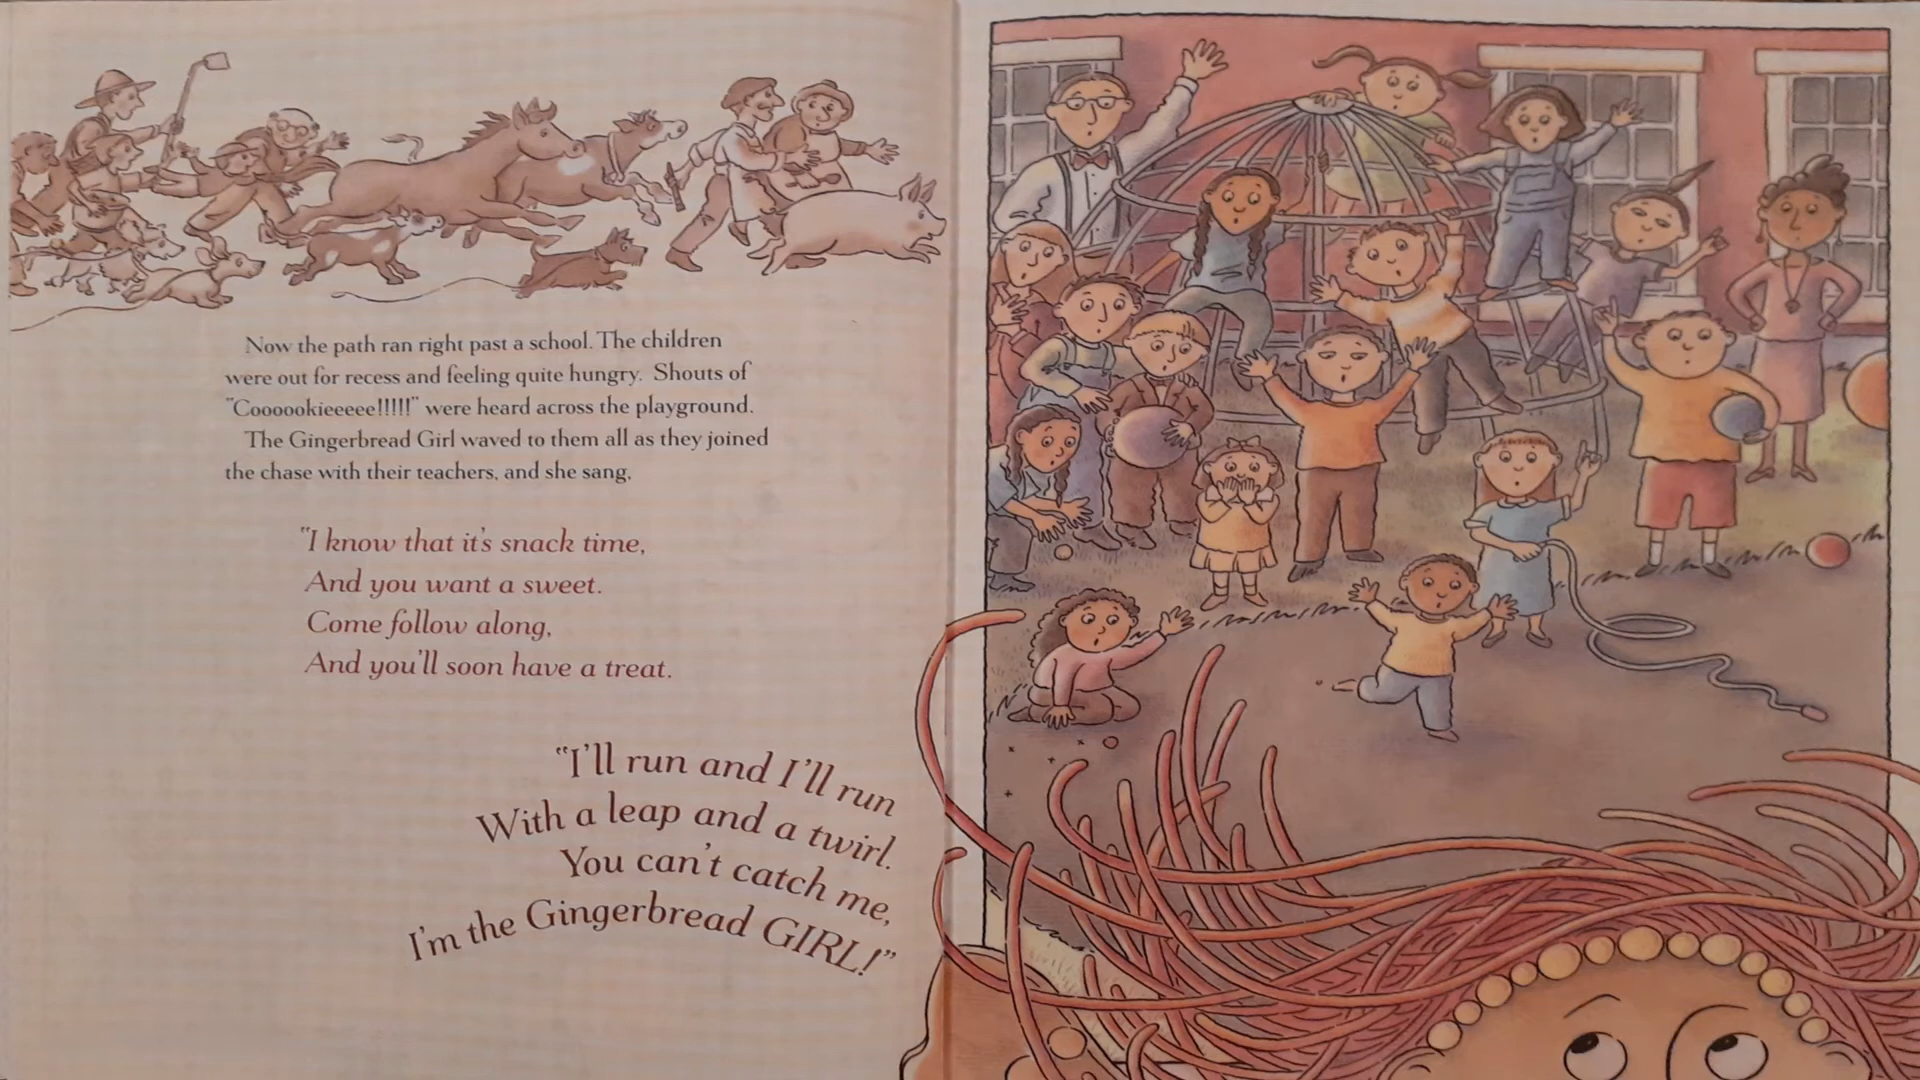 Now the path ran right past a school. The children
were out for recess and feeling quite hungry. Shouts of
"Coooookieeeee!!!!!" were heard across the playground.
The Gingerbread Girl waved to them all as they joined
the chase with their teachers, and she sang,
"I know that it's snack time,
And you want a sweet.
Come follow along,
And you'll soon have a treat.
"I'll run and I'll run
With a leap and a twirl.
You can't catch me,
I'm the Gingerbread GIRL!"